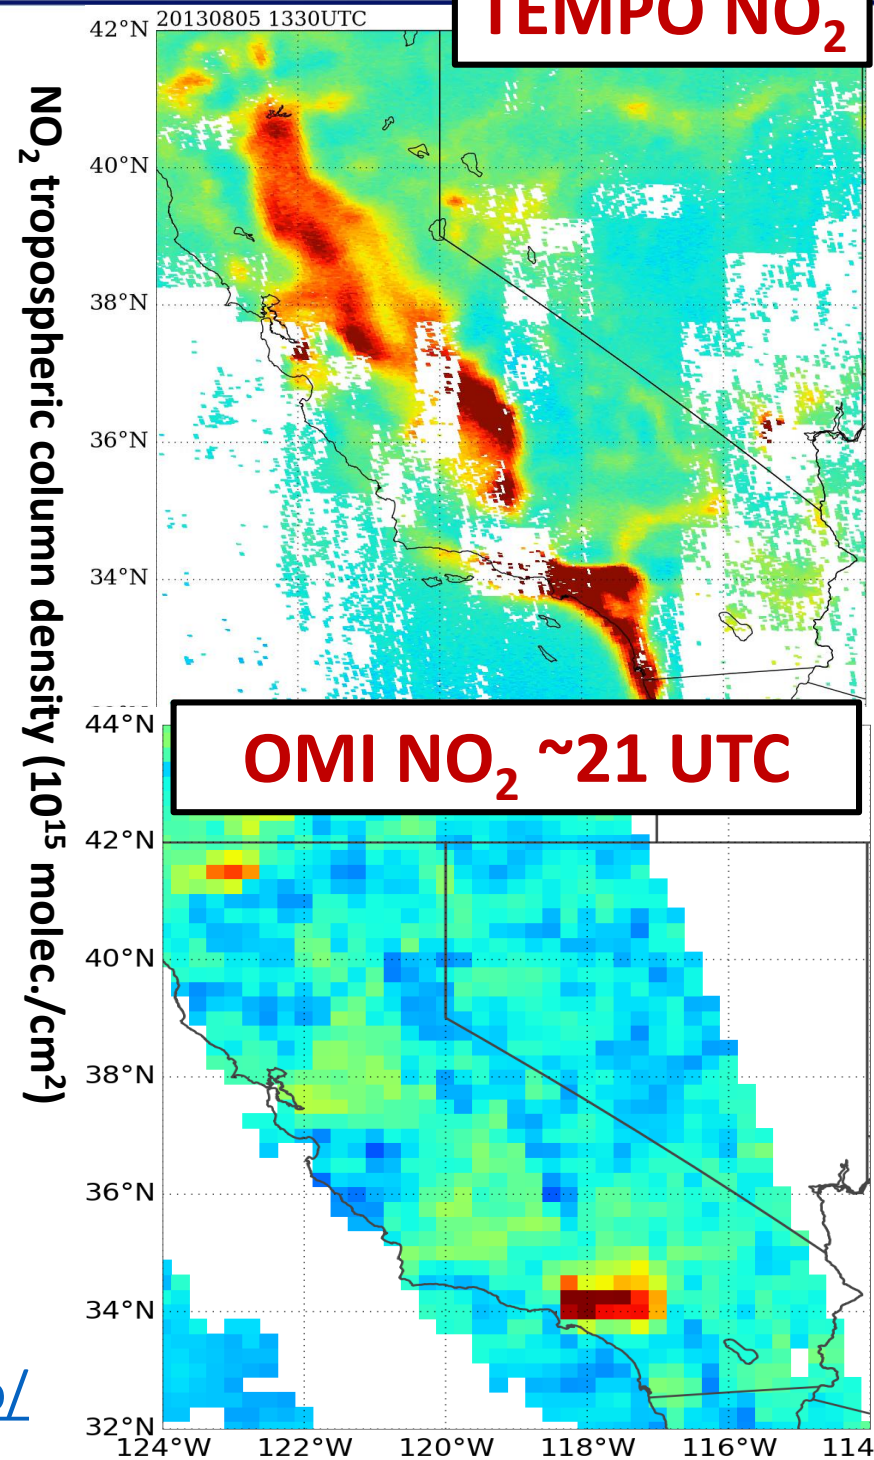 TEMPO NO2
20130805 1330UTC
42°N
40°N
38°N
36°N
34°N
NO2 tropospheric column density (10¹⁵ molec./cm²)
OMI NO2 ~21 UTC
44°N
42°N
40°N
38°N
36°N
34°N
32°N
124°W 122°W 120°W 118°W 116°W 114
/